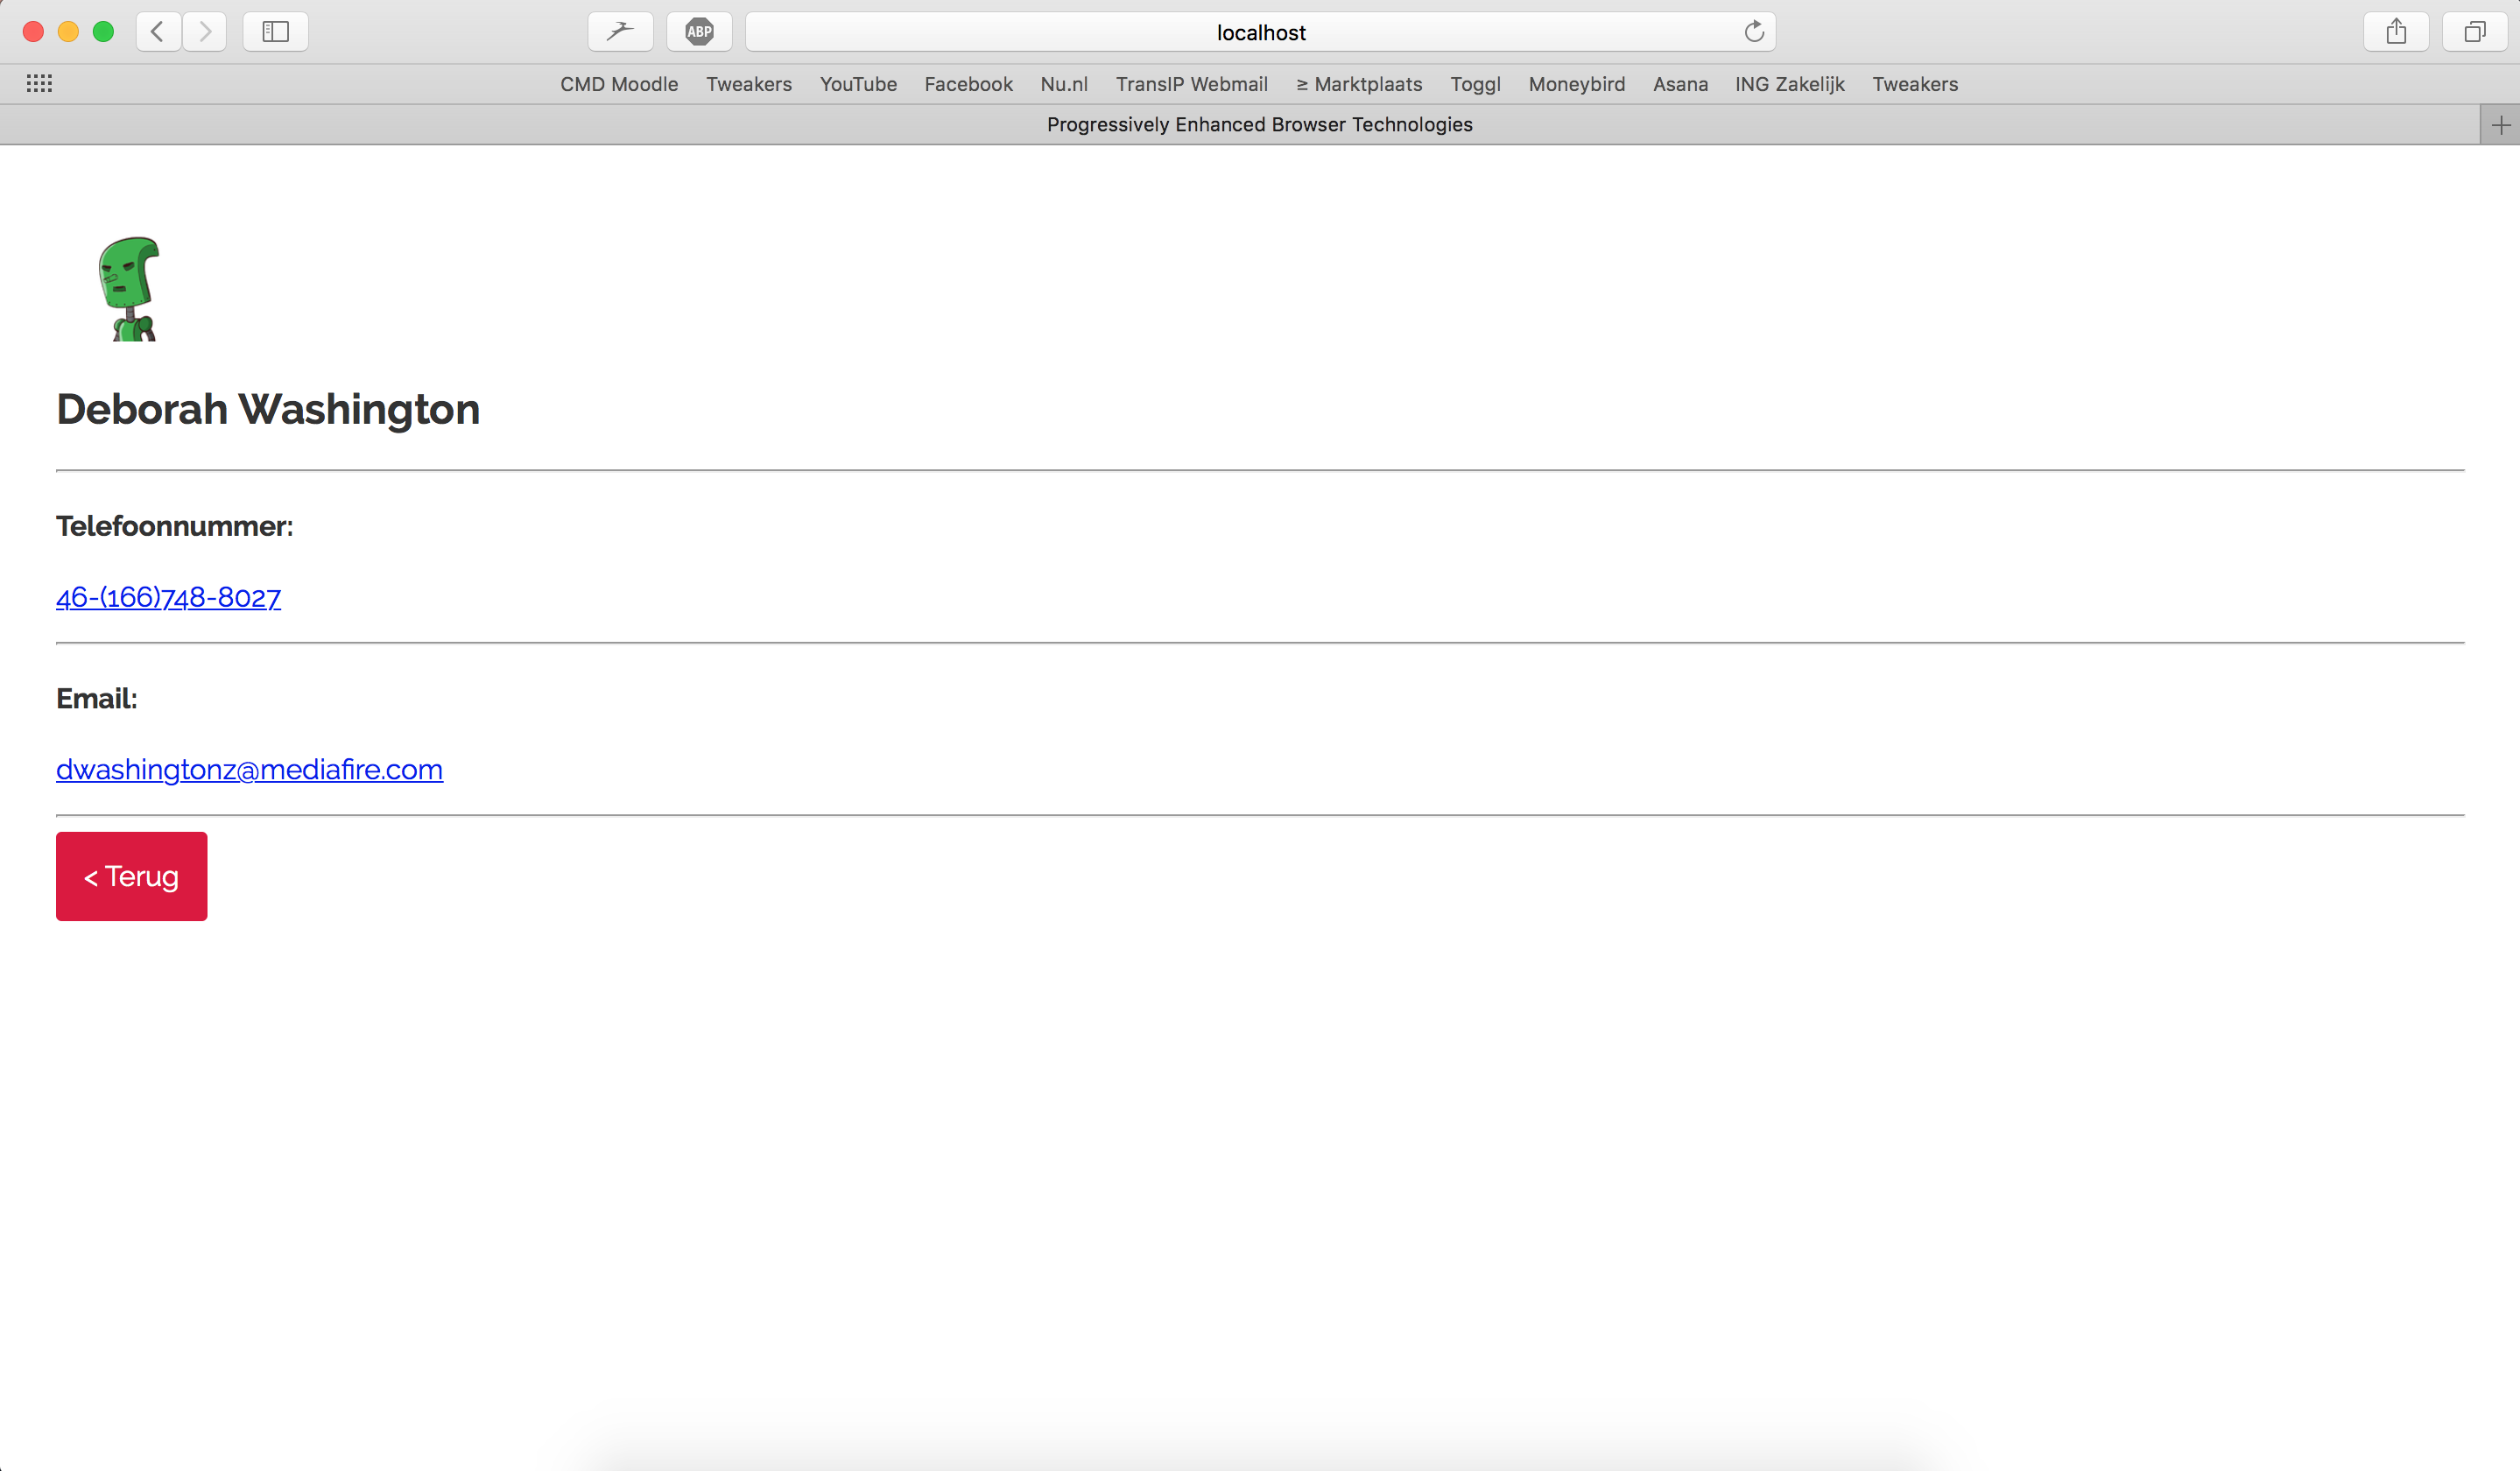 ABP
localhost
CMD Moodle Tweakers YouTube Facebook Nu.nl TransIP Webmail ≥ Marktplaats Toggl Moneybird Asana ING Zakelijk Tweakers
Progressively Enhanced Browser Technologies
Deborah Washington
Telefoonnummer:
46-(166)748-8027
Email:
dwashingtonz@mediafire.com
< Terug